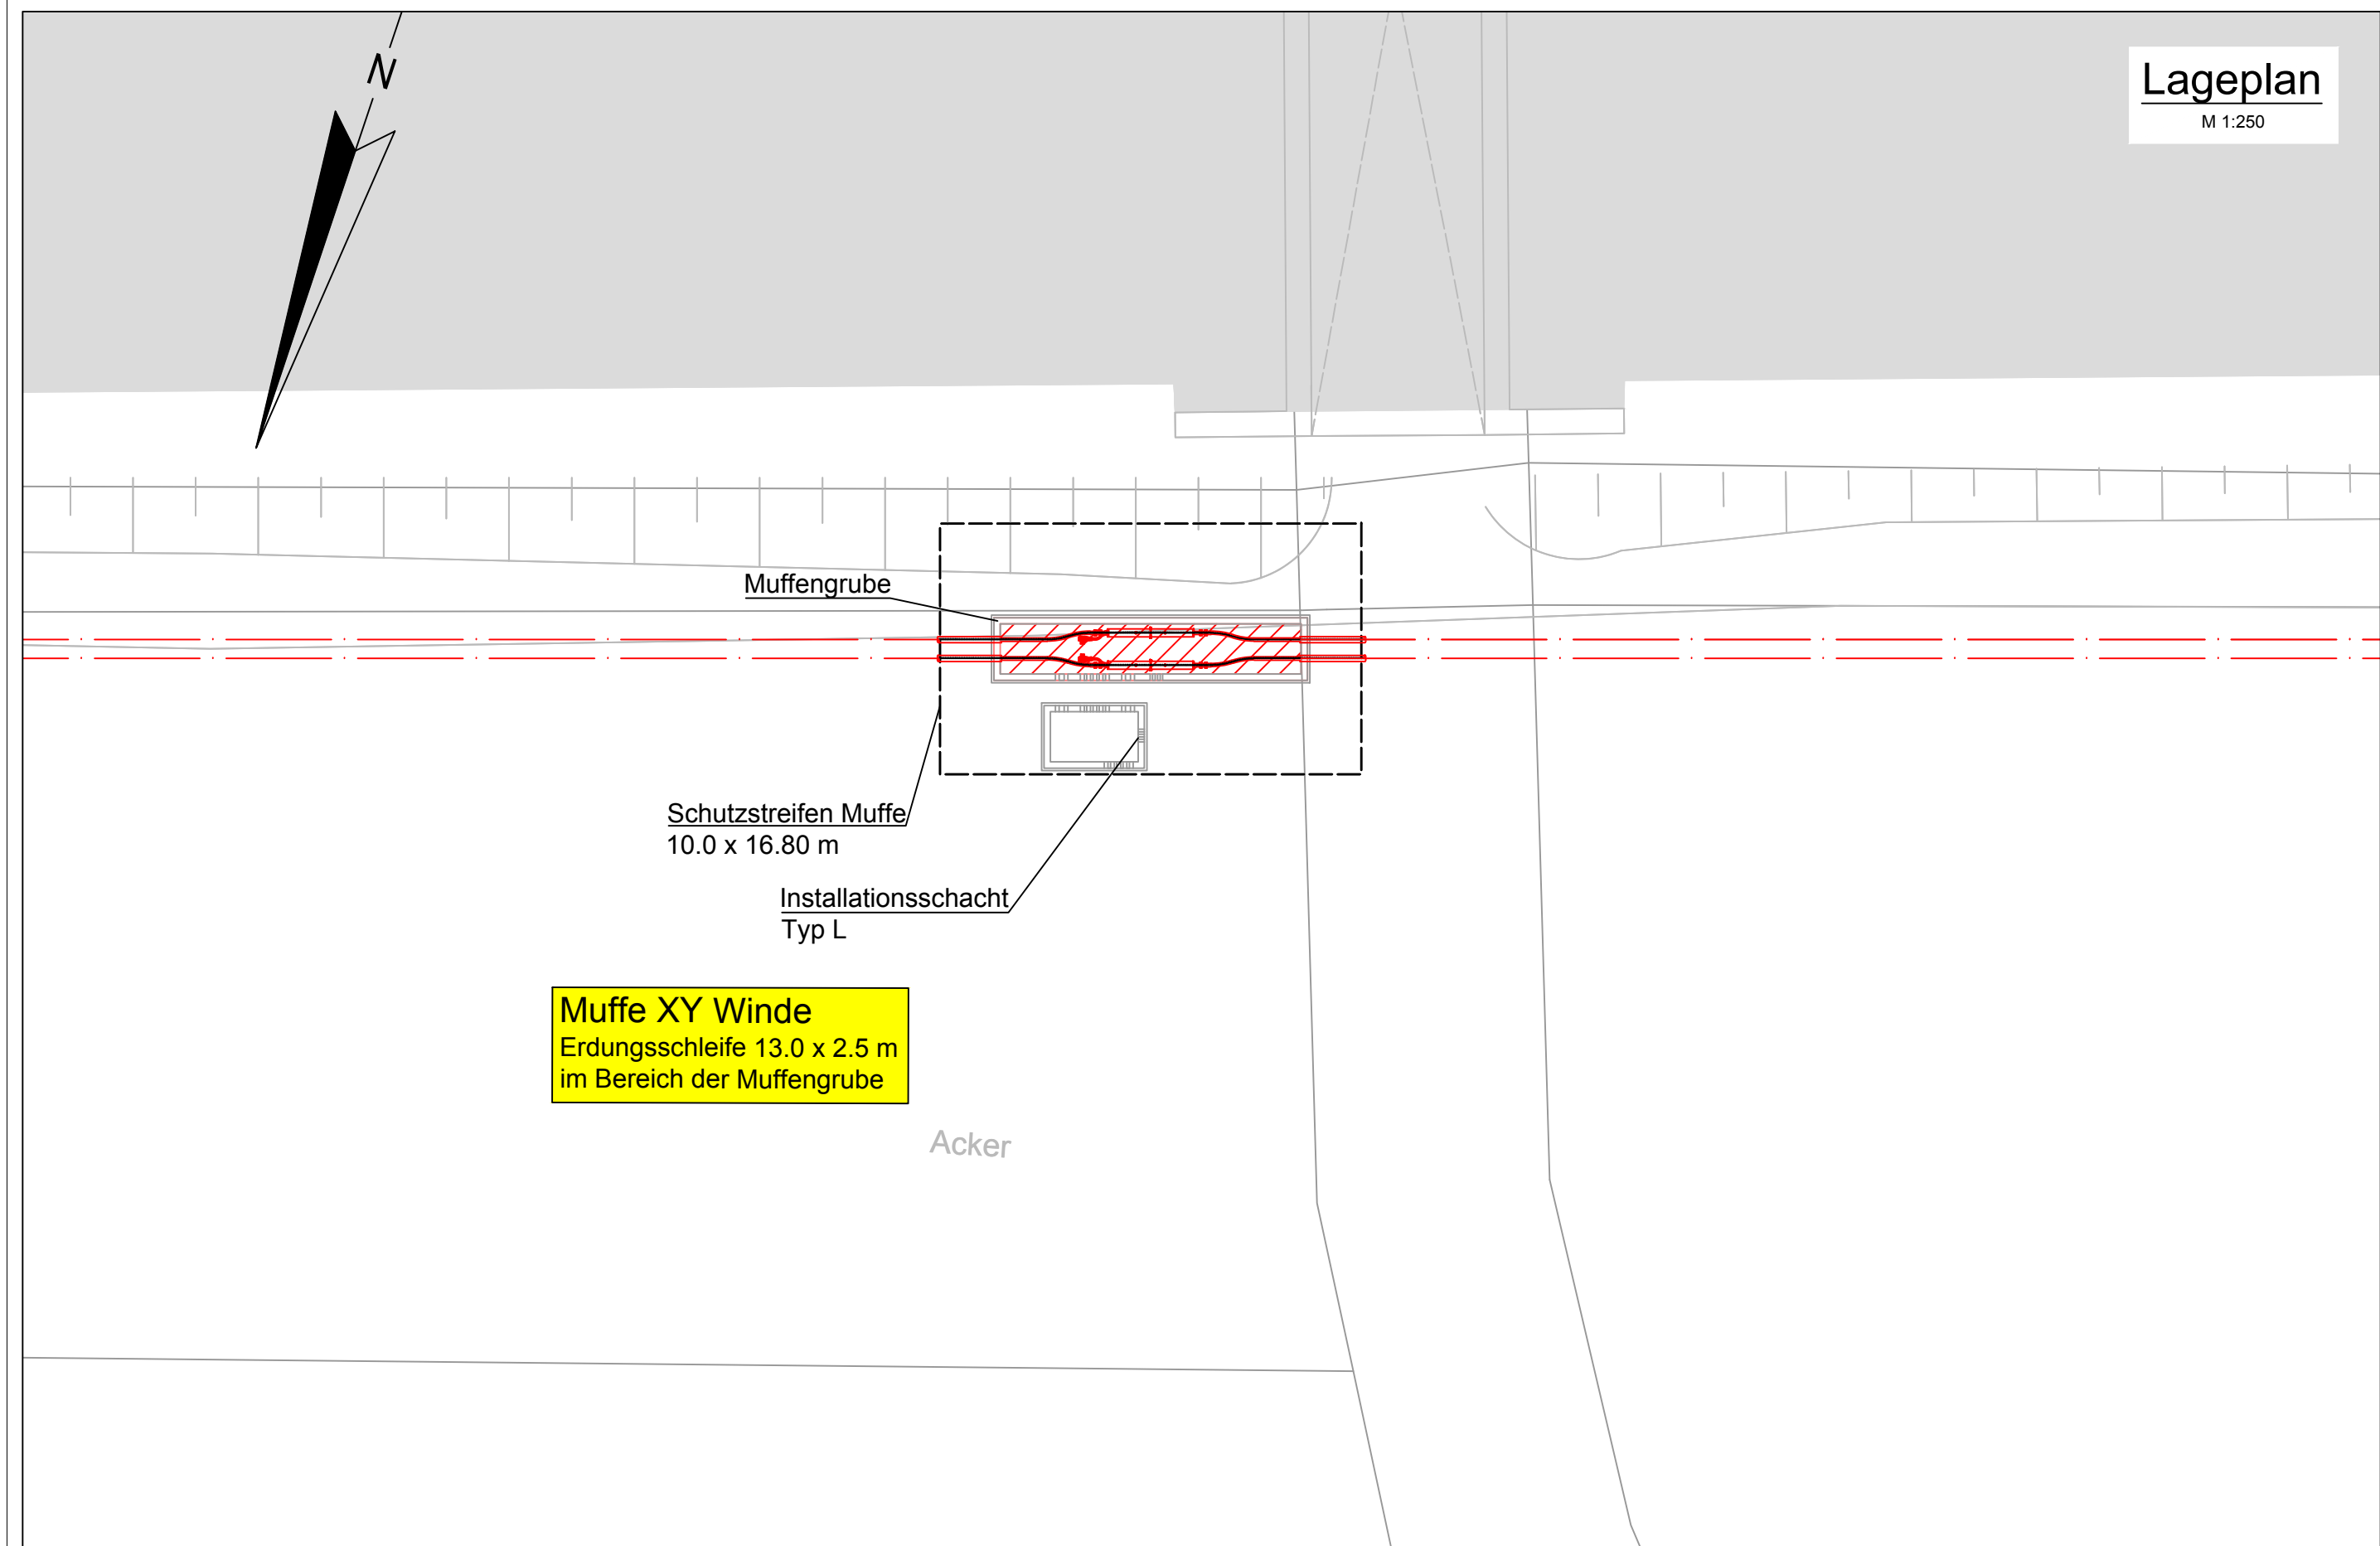 N
Lageplan
M 1:250
Muffengrube
Schutzstreifen Muffe
10.0 x 16.80 m
Installationsschacht
Typ L
Muffe XY Winde
Erdungsschleife 13.0 x 2.5 m
im Bereich der Muffengrube
Acker